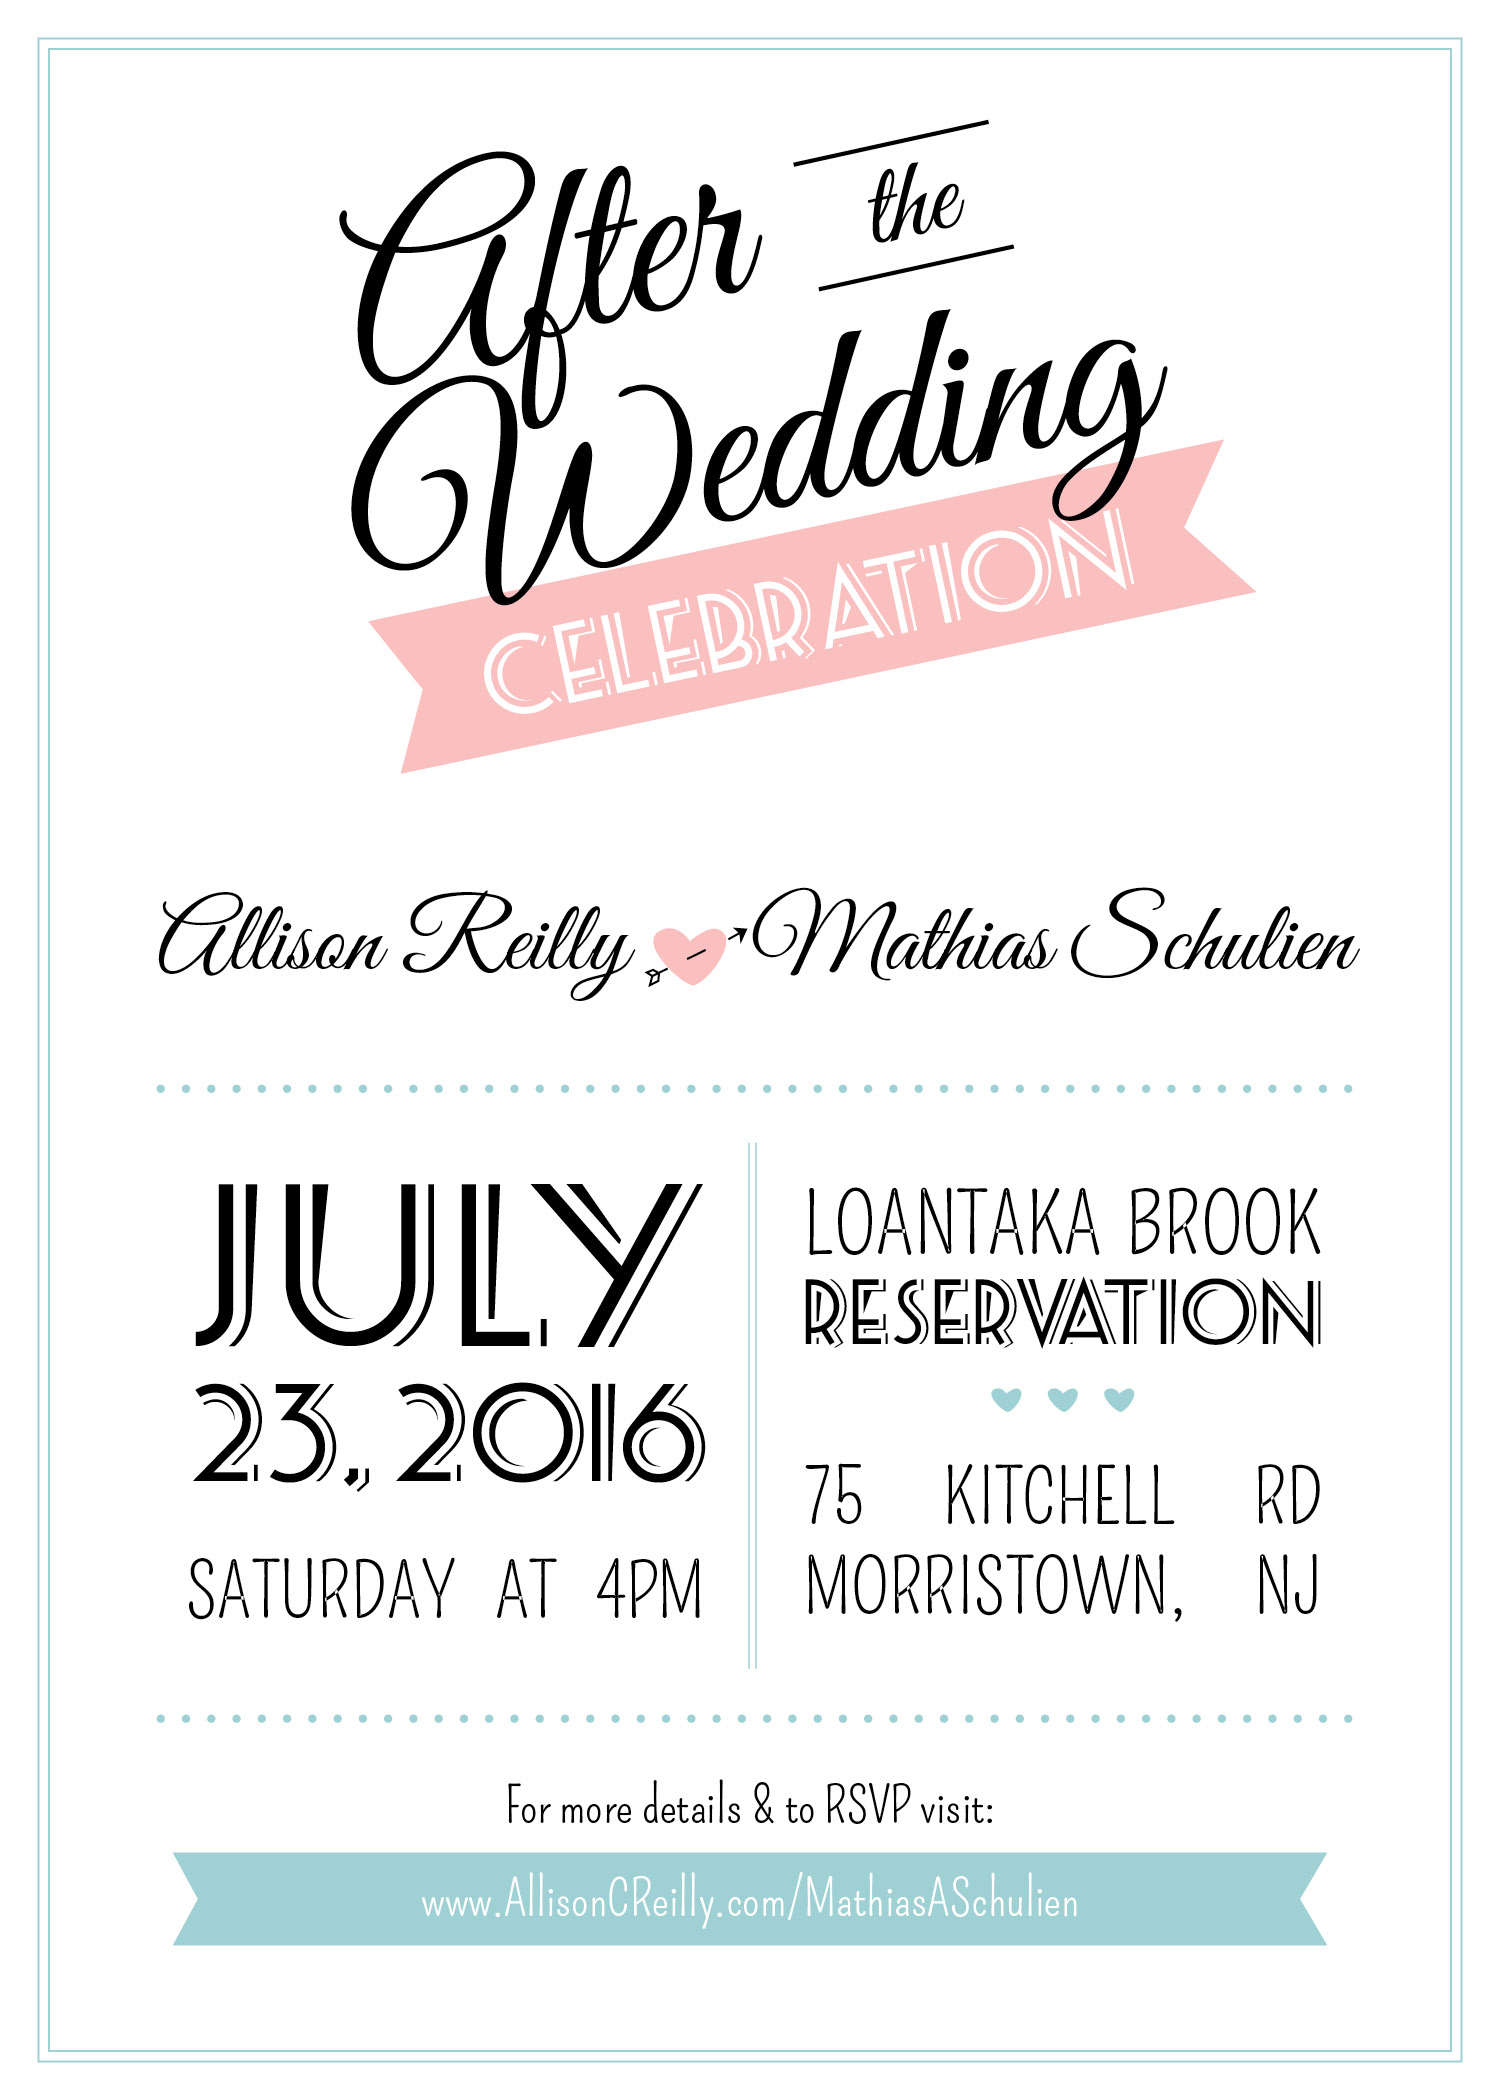 After the
Wedding
CELEBRATION
Allison Reilly Mathias Schulien
JULY
23, 2016
SATURDAY AT 4PM
LOANTAKA BROOK
RESERVATION
75 KITCHELL RD
MORRISTOWN, NJ
For more details & to RSVP visit:
www.AllisonCReilly.com/MathiasASchulien